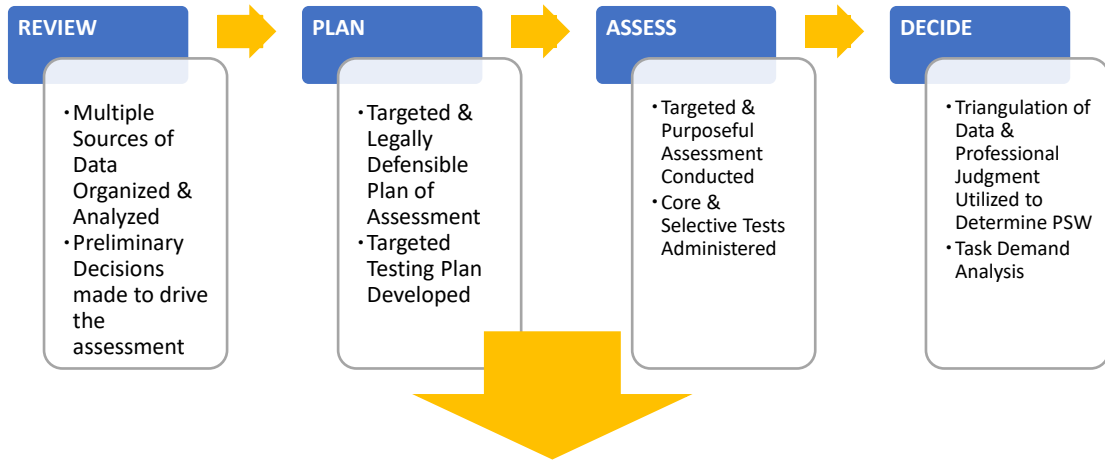 REVIEW
•Multiple
Sources of
Data
Organized &
Analyzed
•Preliminary
Decisions
made to drive
the
assessment
PLAN
•Targeted &
Legally
Defensible
Plan of
Assessment
•Targeted
Testing Plan
Developed
ASSESS
•Targeted &
Purposeful
Assessment
Conducted
•Core &
Selective Tests
Administered
DECIDE
•Triangulation of
Data &
Professional
Judgment
Utilized to
Determine PSW
•Task Demand
Analysis